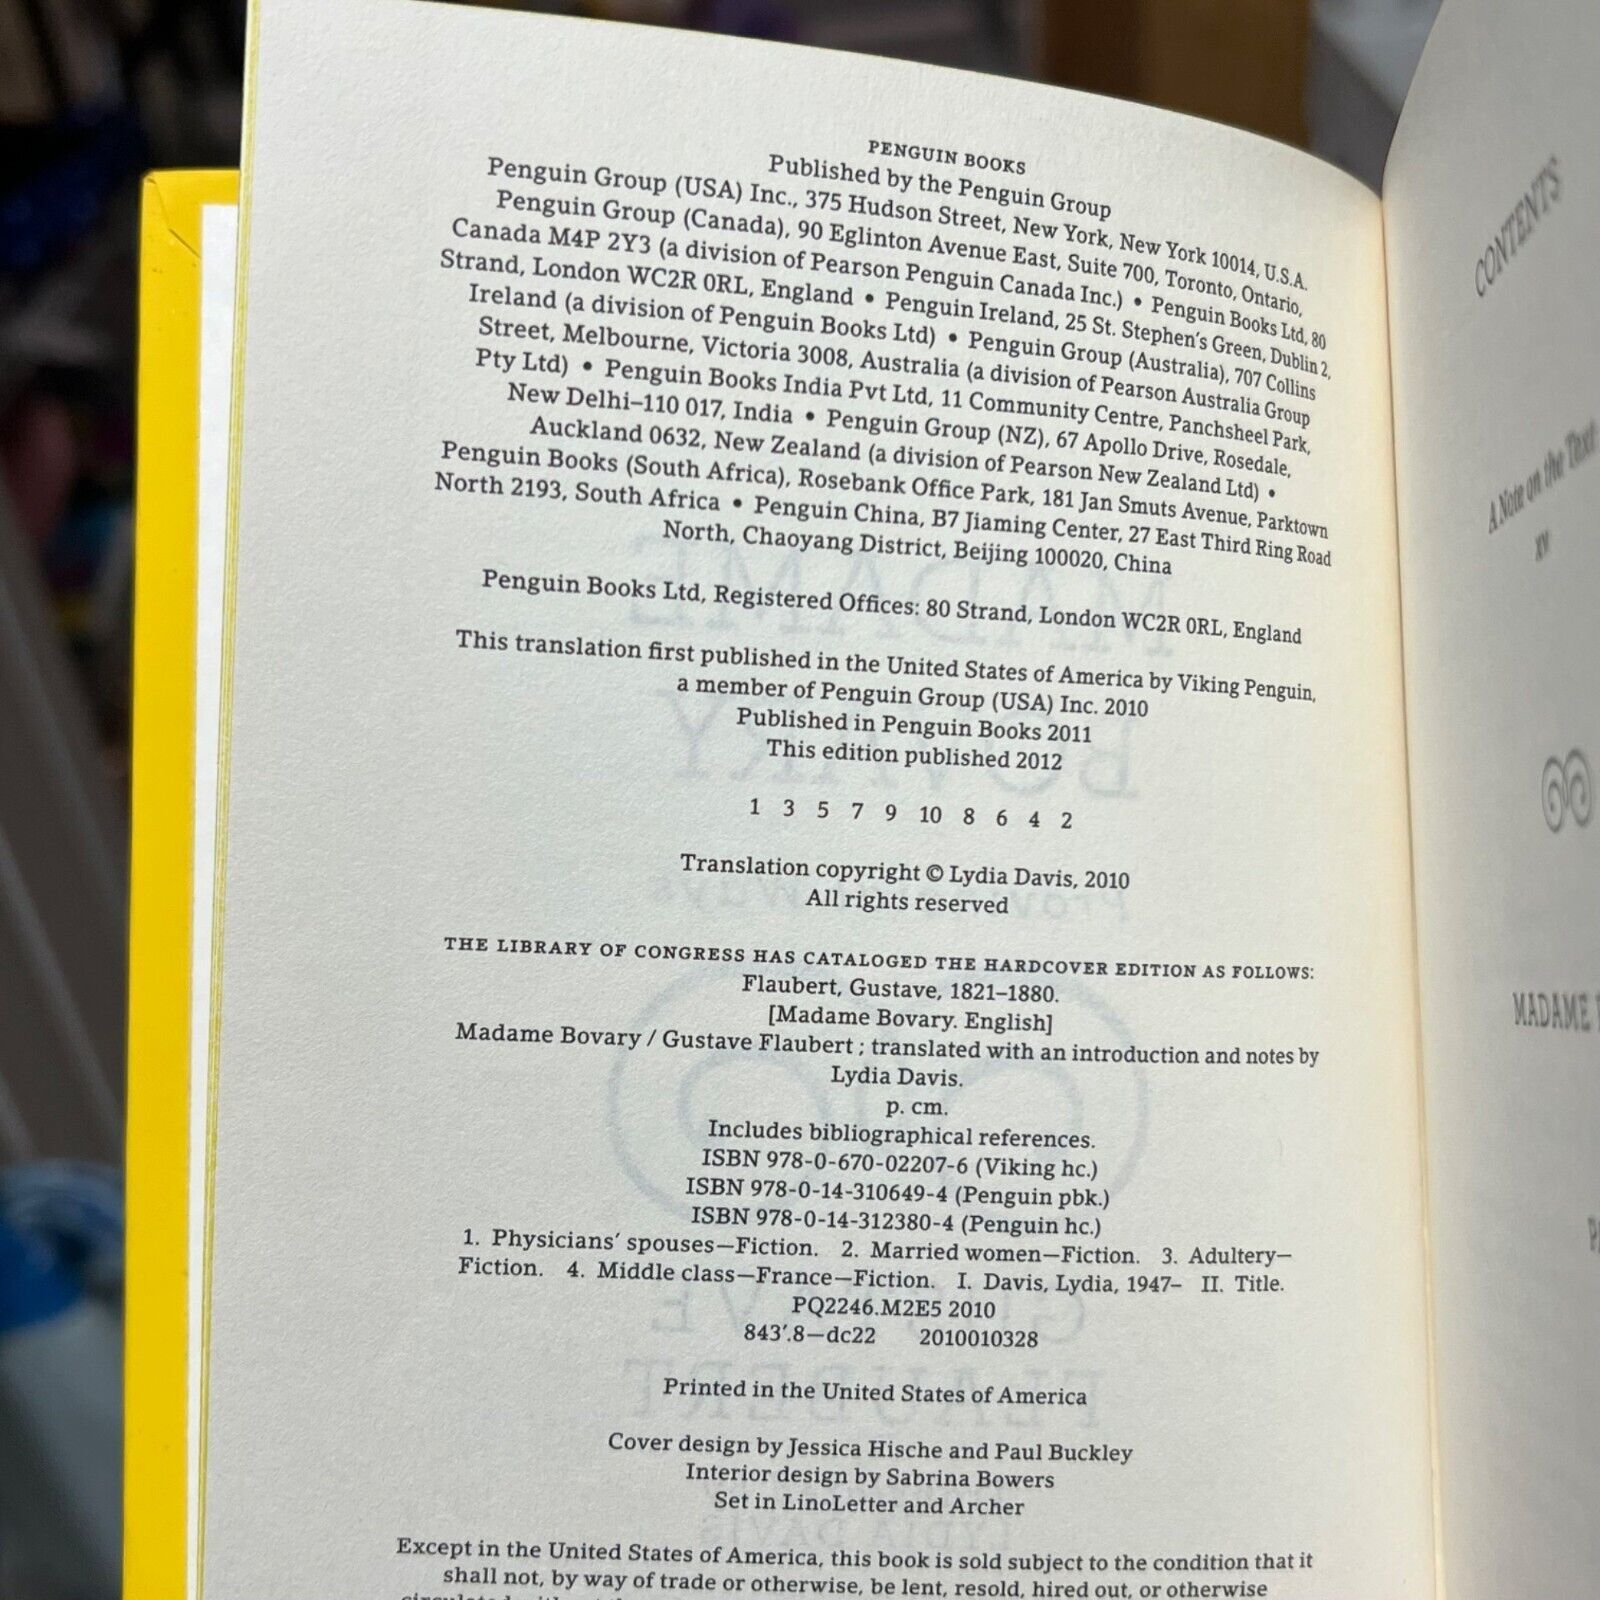 PENGUIN BOOKS
Published by the Penguin Group
Penguin Group (USA) Inc., 375 Hudson Street, New York, New York 10014, U.S.A.
Penguin Group (Canada), 90 Eglinton Avenue East, Suite 700, Toronto, Ontario,
Canada M4P 2Y3 (a division of Pearson Penguin Canada Inc.) • Penguin Books Ltd, 80
Strand, London WC2R 0RL, England • Penguin Ireland, 25 St. Stephen's Green, Dublin 2,
Ireland (a division of Penguin Books Ltd) • Penguin Group (Australia), 707 Collins
Street, Melbourne, Victoria 3008, Australia (a division of Pearson Australia Group
Pty Ltd) • Penguin Books India Pvt Ltd, 11 Community Centre, Panchsheel Park,
New Delhi–110 017, India • Penguin Group (NZ), 67 Apollo Drive, Rosedale,
Auckland 0632, New Zealand (a division of Pearson New Zealand Ltd) •
Penguin Books (South Africa), Rosebank Office Park, 181 Jan Smuts Avenue, Parktown
North 2193, South Africa • Penguin China, B7 Jiaming Center, 27 East Third Ring Road
North, Chaoyang District, Beijing 100020, China
Penguin Books Ltd, Registered Offices: 80 Strand, London WC2R 0RL, England
This translation first published in the United States of America by Viking Penguin,
a member of Penguin Group (USA) Inc. 2010
Published in Penguin Books 2011
This edition published 2012
1 3 5 7 9 10 8 6 4 2
Translation copyright © Lydia Davis, 2010
All rights reserved
THE LIBRARY OF CONGRESS HAS CATALOGED THE HARDCOVER EDITION AS FOLLOWS:
Flaubert, Gustave, 1821–1880.
[Madame Bovary. English]
Madame Bovary / Gustave Flaubert ; translated with an introduction and notes by
Lydia Davis.
p. cm.
Includes bibliographical references.
ISBN 978-0-670-02207-6 (Viking hc.)
ISBN 978-0-14-310649-4 (Penguin pbk.)
ISBN 978-0-14-312380-4 (Penguin hc.)
1. Physicians' spouses—Fiction. 2. Married women—Fiction. 3. Adultery—
Fiction. 4. Middle class—France—Fiction. I. Davis, Lydia, 1947– II. Title.
PQ2246.M2E5 2010
843'.8—dc22 2010010328
Printed in the United States of America
Cover design by Jessica Hische and Paul Buckley
Interior design by Sabrina Bowers
Set in LinoLetter and Archer
Except in the United States of America, this book is sold subject to the condition that it
shall not, by way of trade or otherwise, be lent, resold, hired out, or otherwise
CONTENTS
A Note on the Text
xv
MADAME